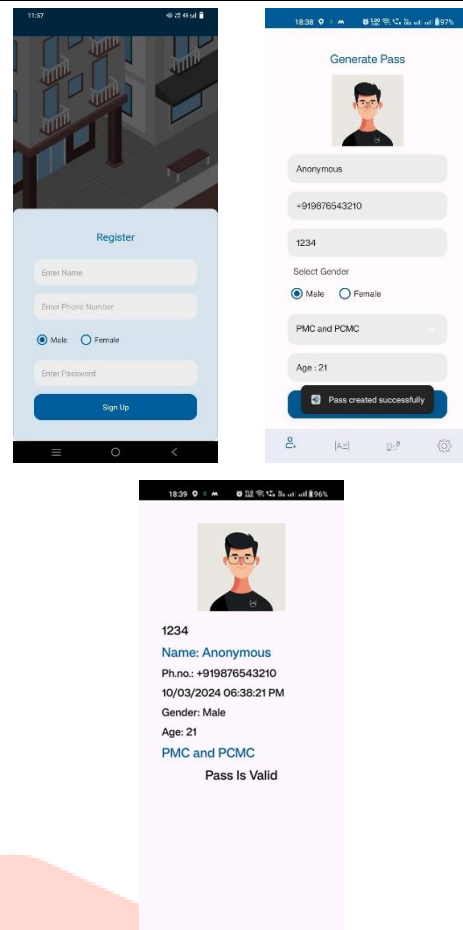 11:57
Register
Enter Name
Enter Phone Number
Male Female
Enter Password
Sign Up
18:38 97%
Generate Pass
Anonymous
+919876543210
1234
Select Gender
Male Female
PMC and PCMC
Age : 21
Pass created successfully
18:39 96%
1234
Name: Anonymous
Ph.no.: +919876543210
10/03/2024 06:38:21 PM
Gender: Male
Age: 21
PMC and PCMC
Pass Is Valid